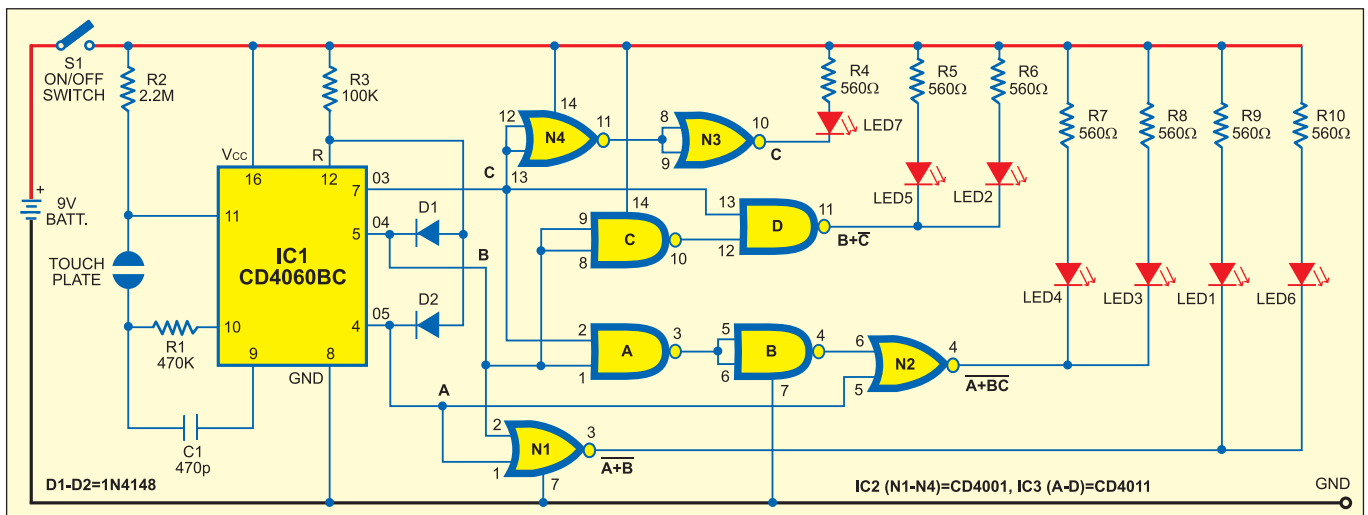 S1
ON/OFF
SWITCH
R2
2.2M
R3
100K
+
9V
BATT.
TOUCH
PLATE
R1
470K
C1
470p
VCC
16
R
12
11
10
9
8
GND
7
5
4
IC1
CD4060BC
03
04
05
D1
D2
C
B
A
12
13
14
N4
11
8
9
N3
10
C
R4
560Ω
LED7
R5
560Ω
LED5
R6
560Ω
LED2
9
8
14
C
10
13
12
D
11
B+C̅
2
1
A
3
5
6
B
4
7
6
5
N2
4
A̅+̅B̅C̅
2
1
N1
3
7
A̅+̅B̅
R7
560Ω
LED4
R8
560Ω
LED3
R9
560Ω
LED1
R10
560Ω
LED6
D1-D2=1N4148
IC2 (N1-N4)=CD4001, IC3 (A-D)=CD4011
GND